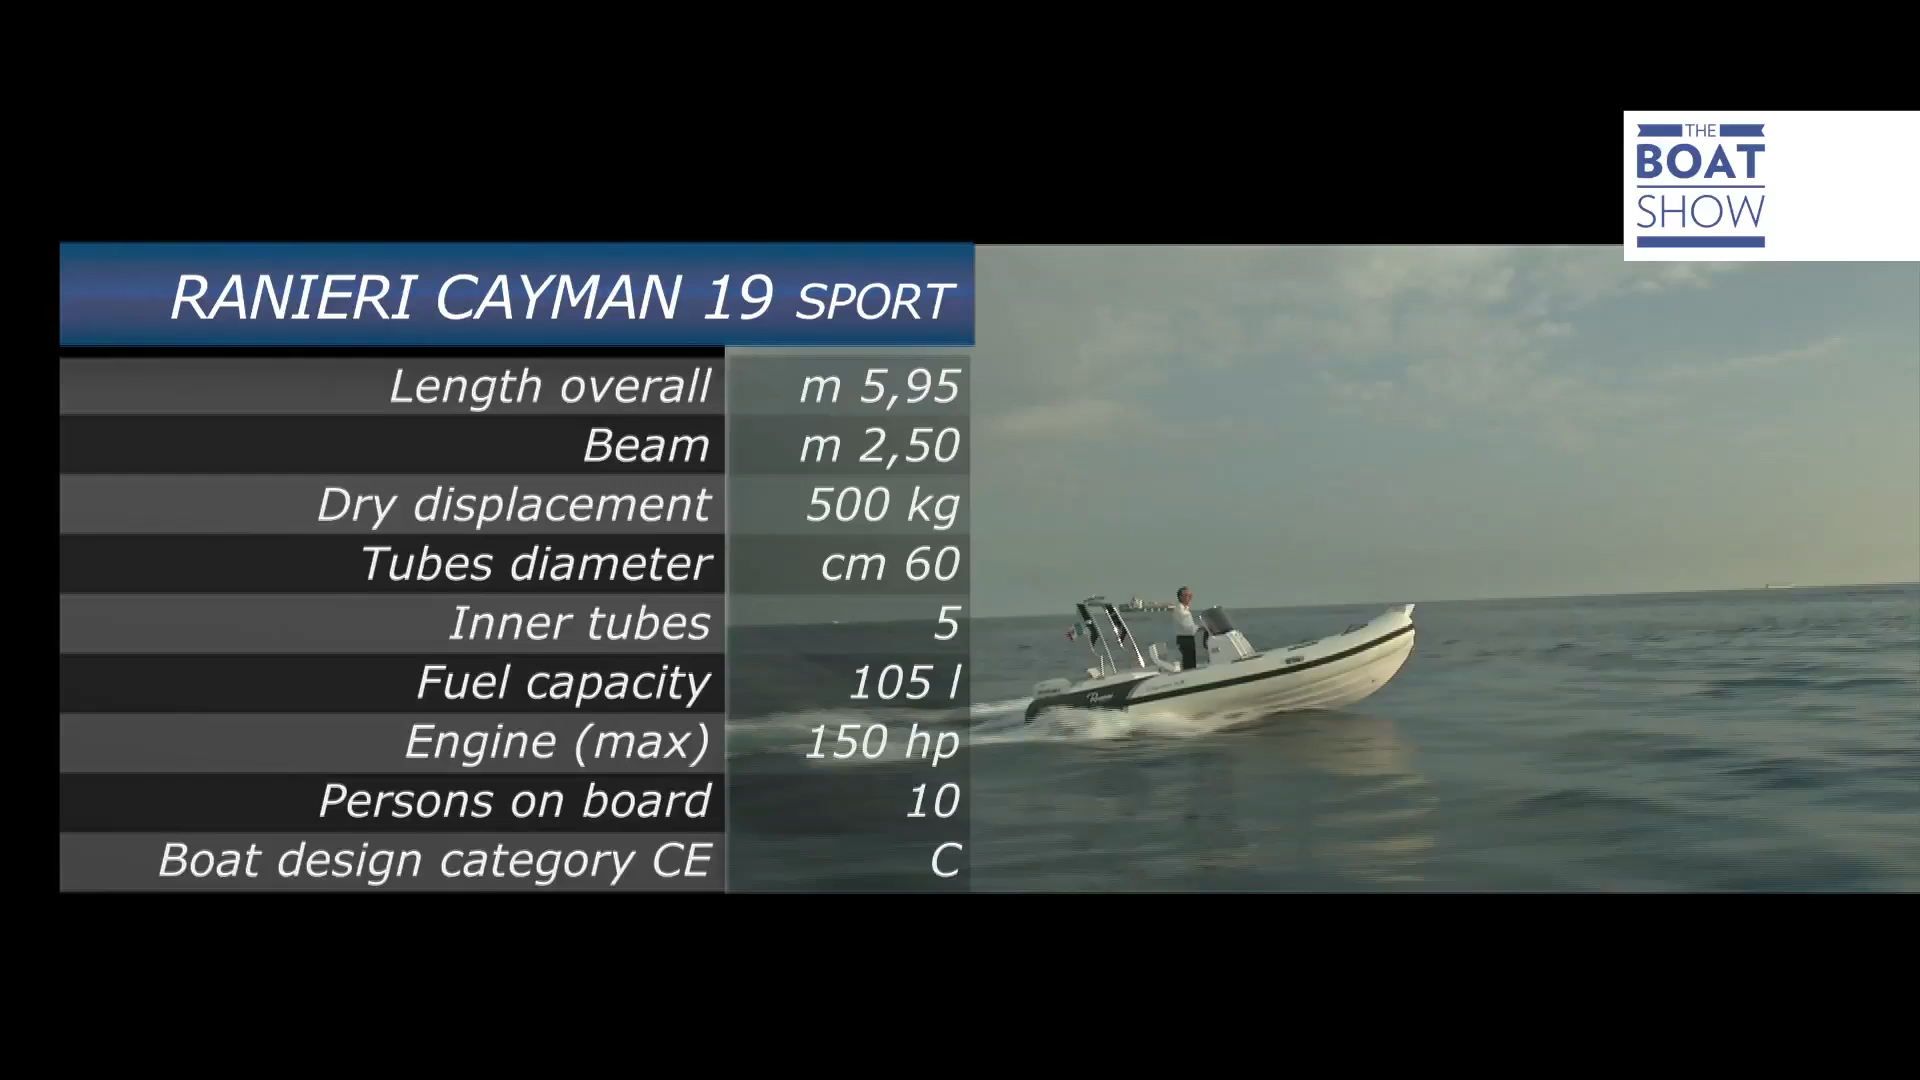 THE
BOAT
SHOW
RANIERI CAYMAN 19 SPORT
Length overall m 5,95
Beam m 2,50
Dry displacement 500 kg
Tubes diameter cm 60
Inner tubes 5
Fuel capacity 105 l
Engine (max) 150 hp
Persons on board 10
Boat design category CE C